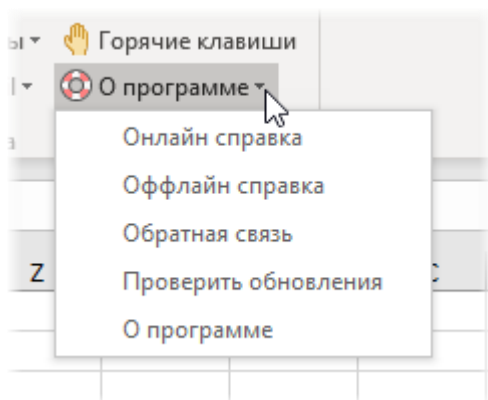 ы Горячие клавиши
О программе
Онлайн справка
Оффлайн справка
Обратная связь
Проверить обновления
О программе
Z
C